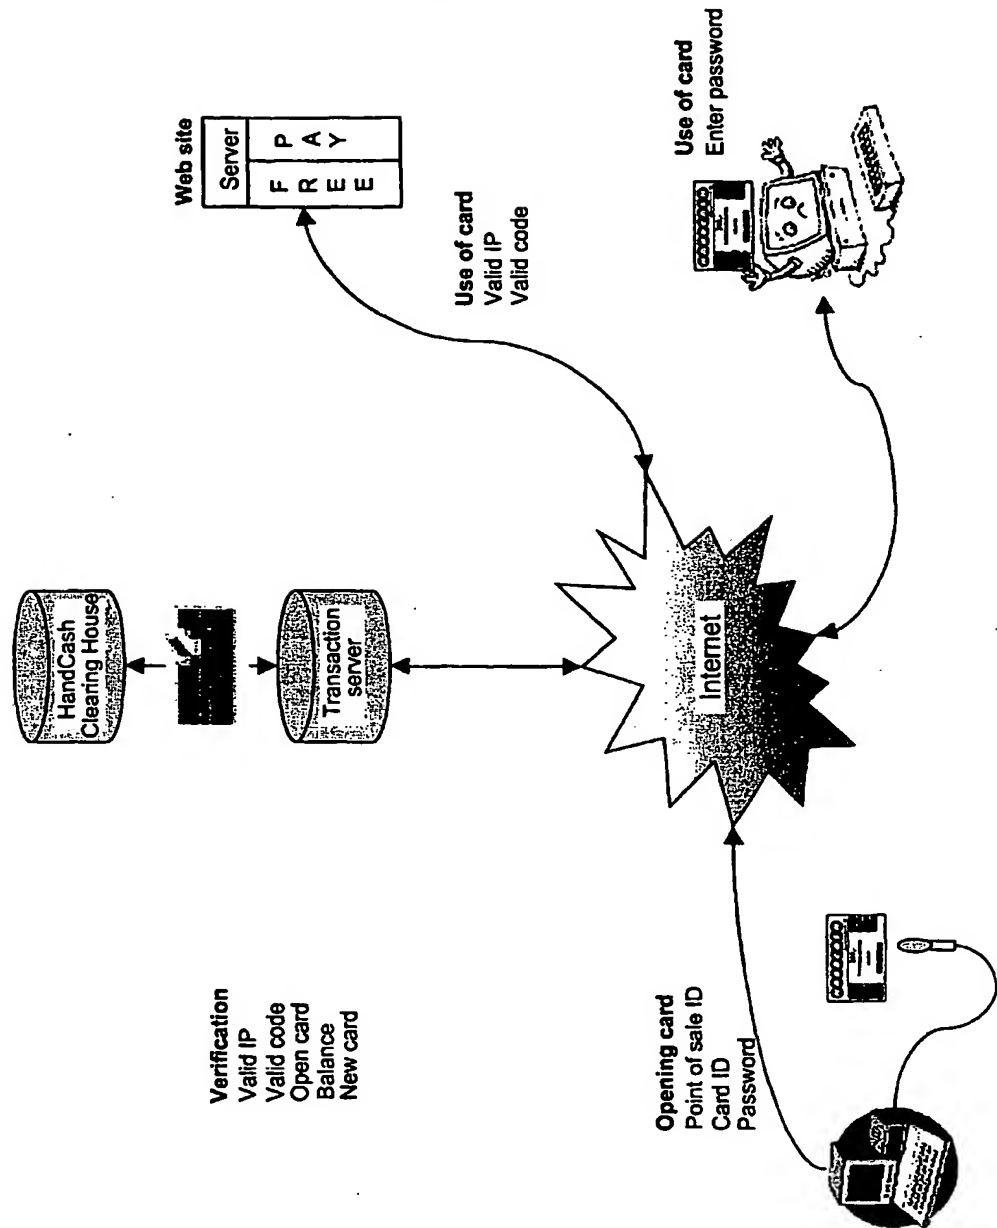 HandCash
Clearing House
Transaction
server
Verification
Valid IP
Valid code
Open card
Balance
New card
Web site
Server
FREE
PAY
Use of card
Valid IP
Valid code
Internet
Opening card
Point of sale ID
Card ID
Password
Use of card
Enter password